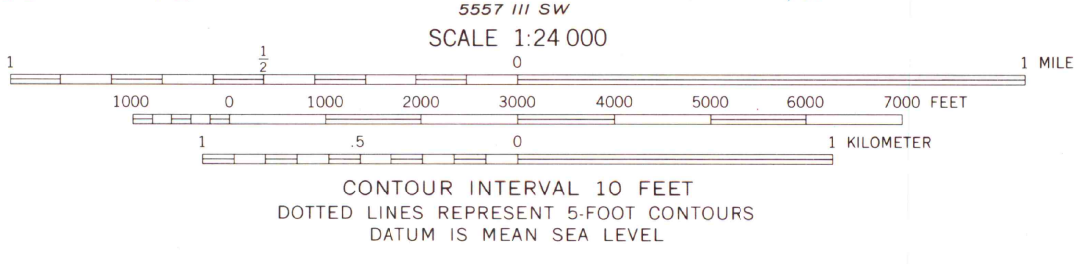 5557 III SW
SCALE 1:24 000
1 1/2 0 1 MILE
1000 0 1000 2000 3000 4000 5000 6000 7000 FEET
1 .5 0 1 KILOMETER
CONTOUR INTERVAL 10 FEET
DOTTED LINES REPRESENT 5-FOOT CONTOURS
DATUM IS MEAN SEA LEVEL